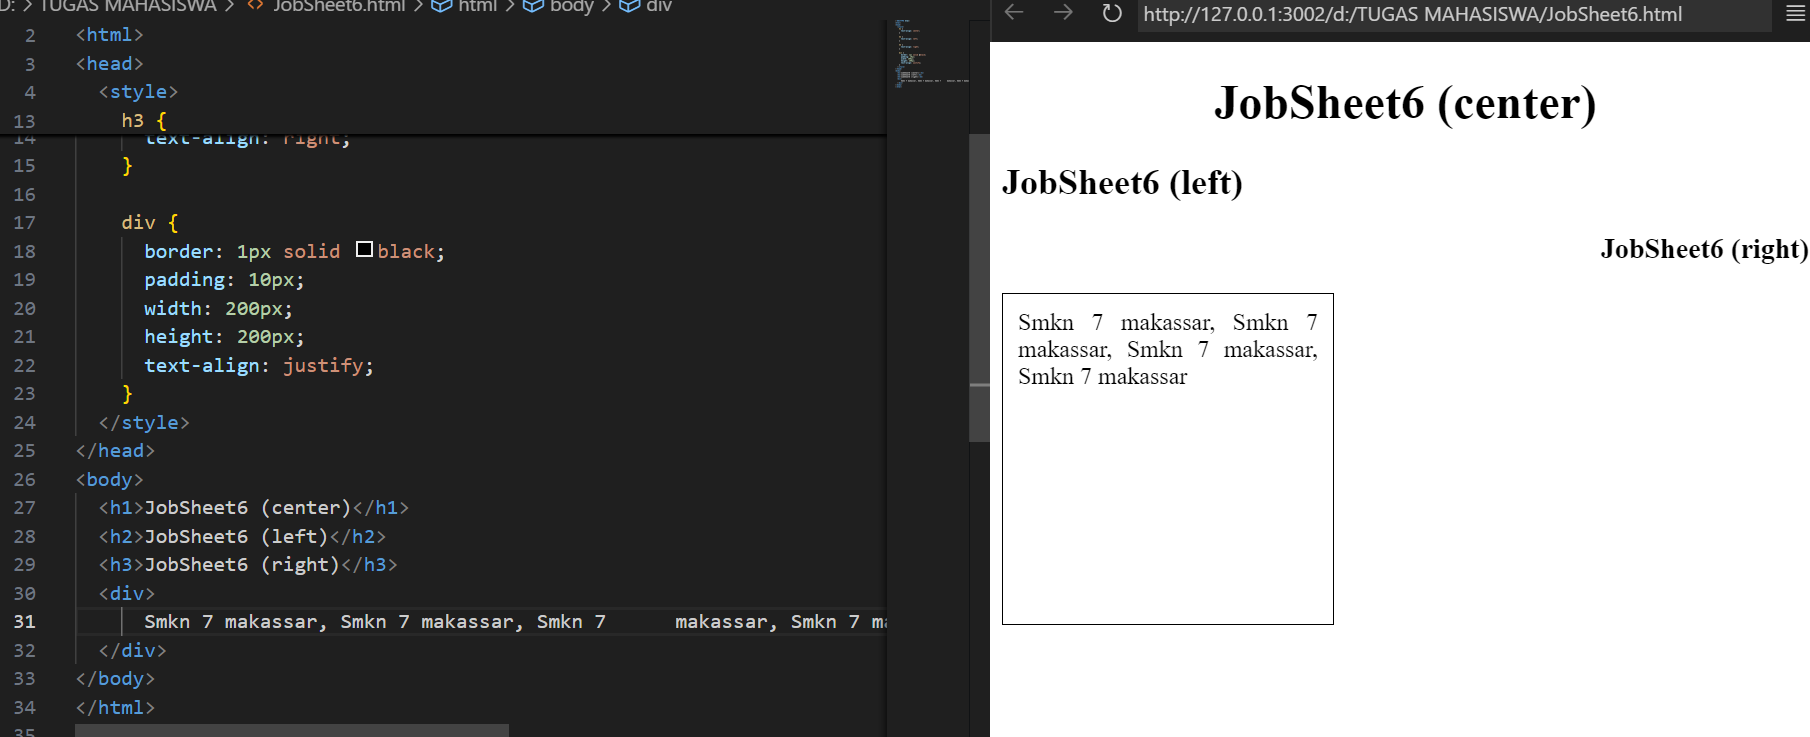 D: > TUGAS MAHASISWA > <> JobSheet6.html > html > body > div
2 <html>
3 <head>
4 <style>
13 h3 {
14 text-align: right;
15 }
16
17 div {
18 border: 1px solid black;
19 padding: 10px;
20 width: 200px;
21 height: 200px;
22 text-align: justify;
23 }
24 </style>
25 </head>
26 <body>
27 <h1>JobSheet6 (center)</h1>
28 <h2>JobSheet6 (left)</h2>
29 <h3>JobSheet6 (right)</h3>
30 <div>
31 Smkn 7 makassar, Smkn 7 makassar, Smkn 7      makassar, Smkn 7 ma
32 </div>
33 </body>
34 </html>
35
http://127.0.0.1:3002/d:/TUGAS MAHASISWA/JobSheet6.html
JobSheet6 (center)
JobSheet6 (left)
JobSheet6 (right)
Smkn 7 makassar, Smkn 7
makassar, Smkn 7 makassar,
Smkn 7 makassar